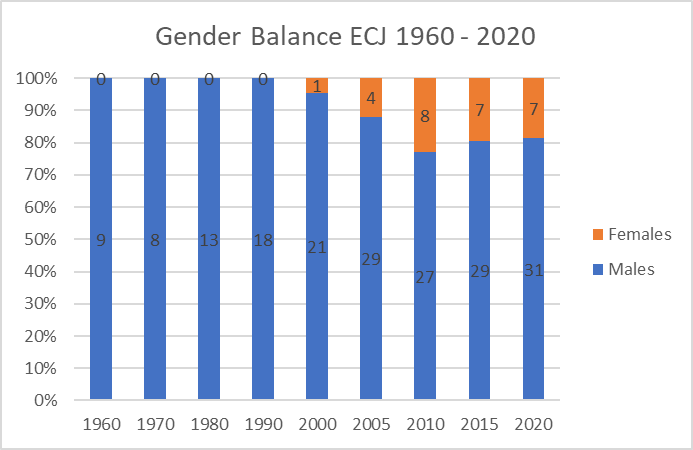 Gender Balance ECJ 1960 - 2020
100%
90%
80%
70%
60%
50%
40%
30%
20%
10%
0%
0 0 0 0 1 4 8 7 7
9 8 13 18 21 29 27 29 31
1960 1970 1980 1990 2000 2005 2010 2015 2020
Females
Males